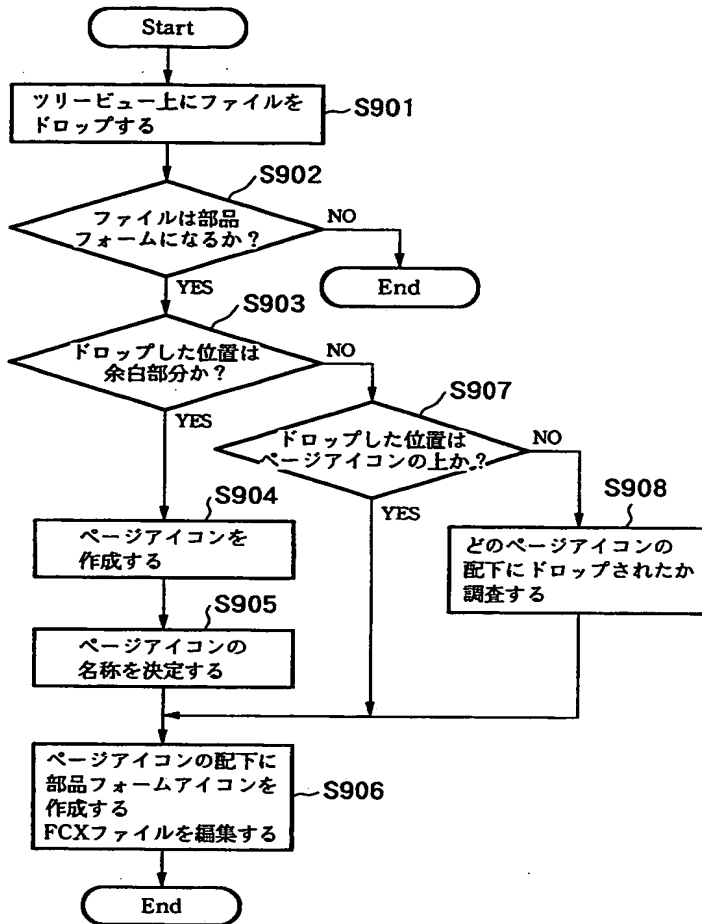 Start
ツリービュー上にファイルを
ドロップする
S901
S902
ファイルは部品
フォームになるか?
NO
End
YES
S903
ドロップした位置は
余白部分か?
NO
YES
S907
ドロップした位置は
ページアイコンの上か?
NO
YES
S904
ページアイコンを
作成する
S908
どのページアイコンの
配下にドロップされたか
調査する
S905
ページアイコンの
名称を決定する
ページアイコンの配下に
部品フォームアイコンを
作成する
FCXファイルを編集する
S906
End